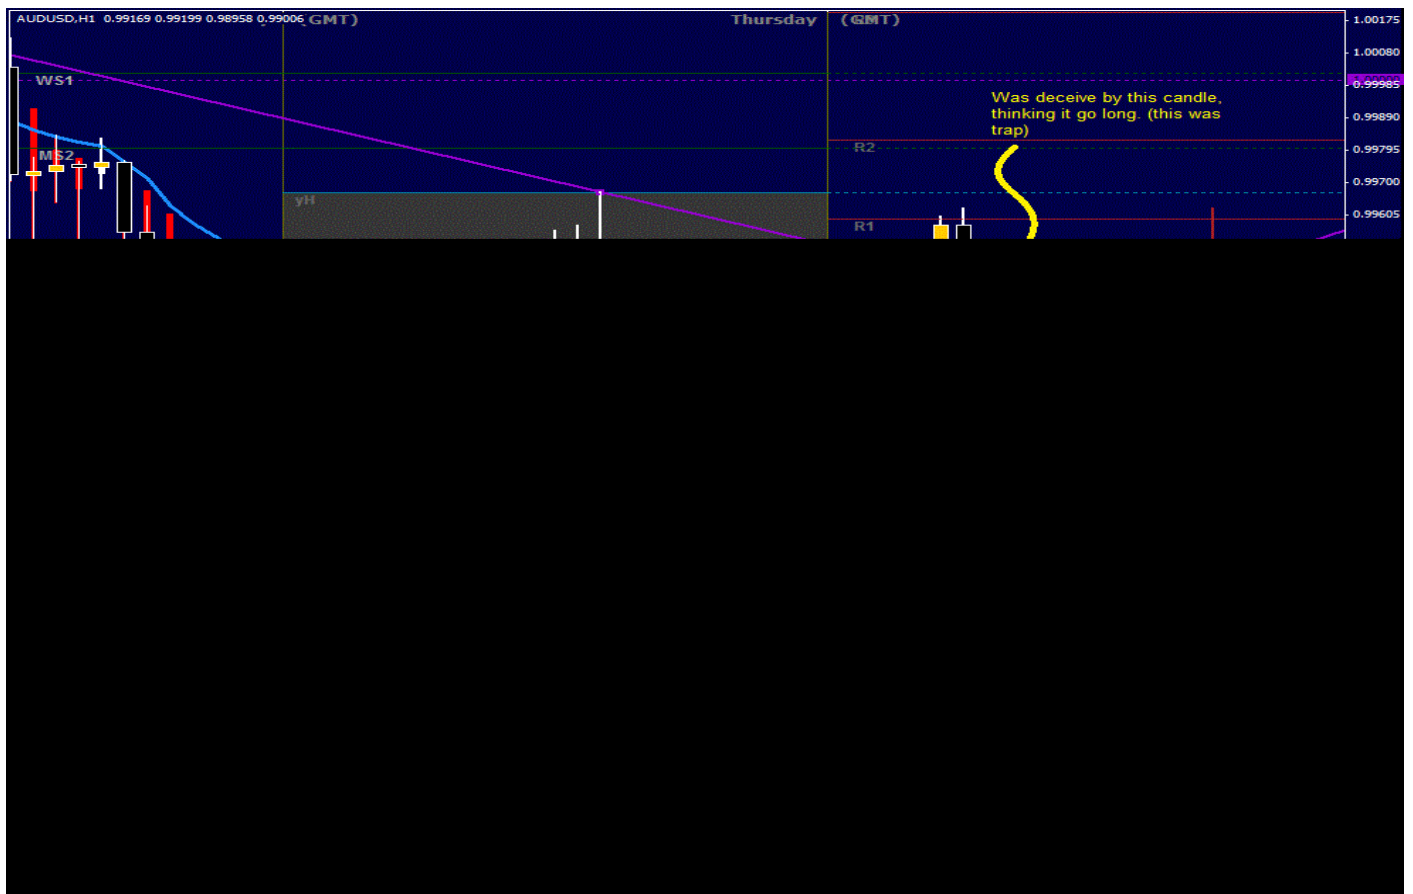 AUDUSD,H1 0.99169 0.99199 0.98958 0.99006
(GMT)
Thursday
(GMT)
1.00175
1.00080
WS1
0.99985
Was deceive by this candle,
thinking it go long. (this was
trap)
0.99890
MS2
R2
0.99795
0.99700
yH
0.99605
R1